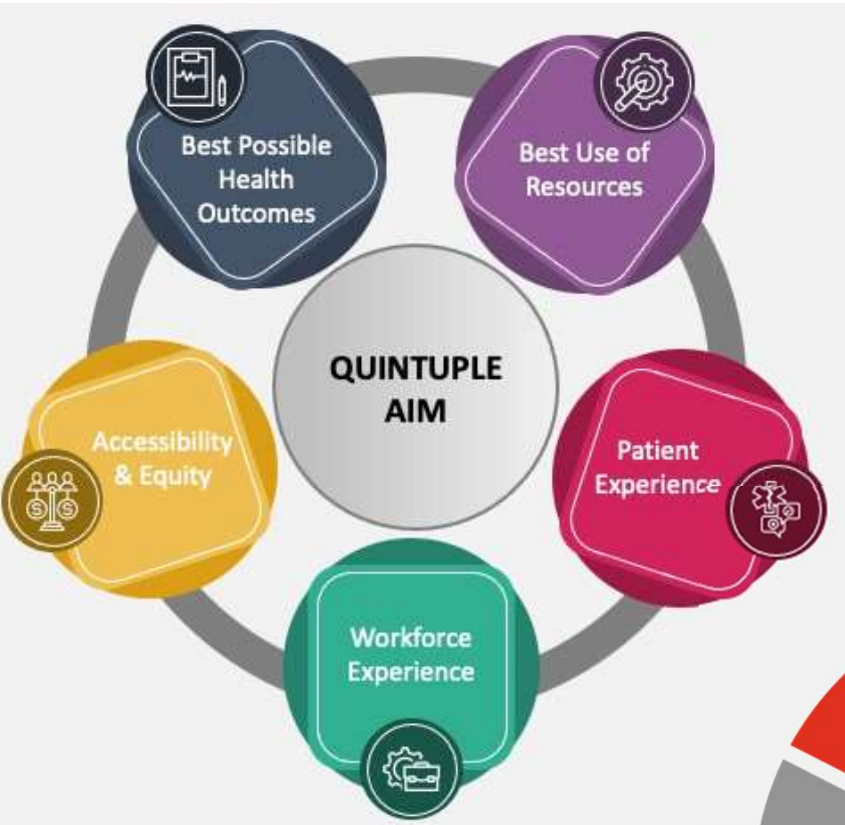 Best Possible
Health
Outcomes
Best Use of
Resources
QUINTUPLE
AIM
Accessibility
& Equity
Patient
Experience
Workforce
Experience